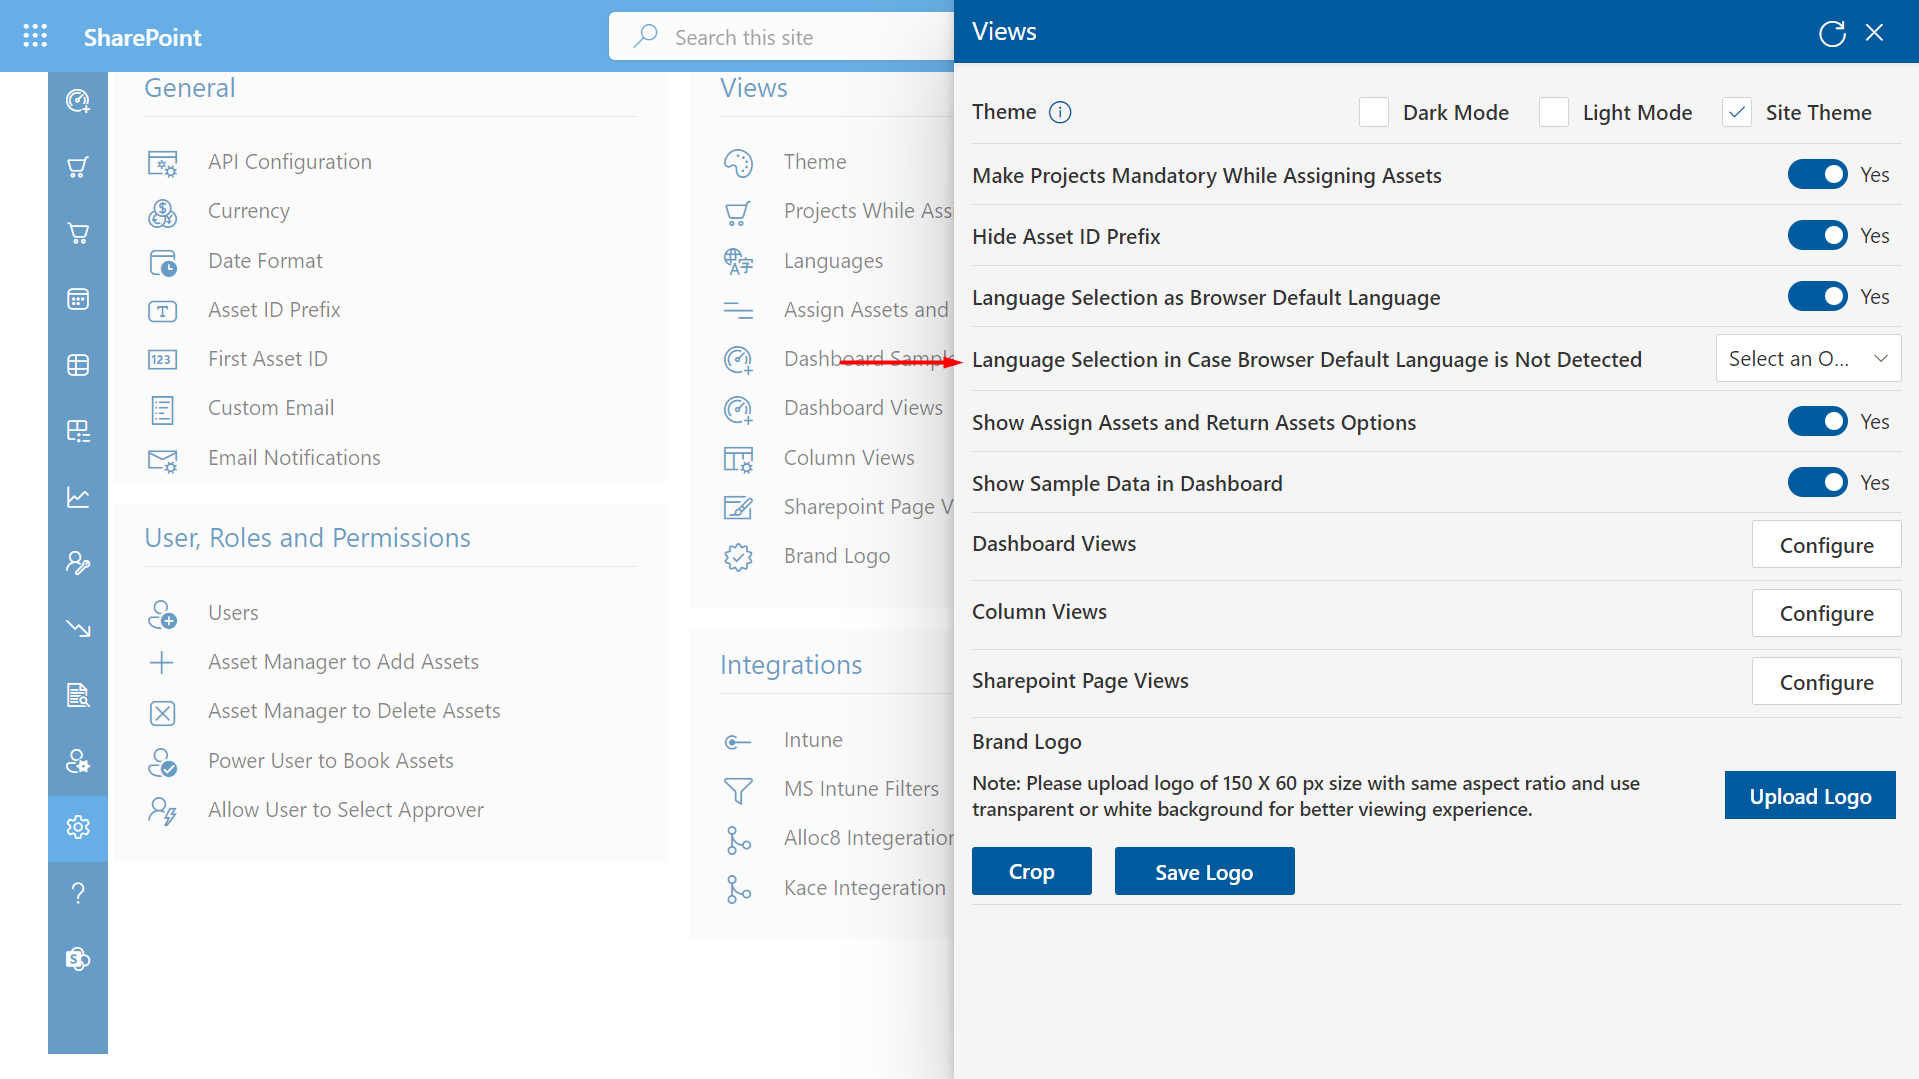 SharePoint
Search this site
General
API Configuration
Currency
Date Format
Asset ID Prefix
First Asset ID
Custom Email
Email Notifications
User, Roles and Permissions
Users
Asset Manager to Add Assets
Asset Manager to Delete Assets
Power User to Book Assets
Allow User to Select Approver
Views
Theme
Projects While Assi
Languages
Assign Assets and
Dashboard Sample
Dashboard Views
Column Views
Sharepoint Page V
Brand Logo
Integrations
Intune
MS Intune Filters
Alloc8 Integeration
Kace Integeration
Views
Theme
Dark Mode
Light Mode
Site Theme
Make Projects Mandatory While Assigning Assets
Yes
Hide Asset ID Prefix
Yes
Language Selection as Browser Default Language
Yes
Language Selection in Case Browser Default Language is Not Detected
Select an O...
Show Assign Assets and Return Assets Options
Yes
Show Sample Data in Dashboard
Yes
Dashboard Views
Configure
Column Views
Configure
Sharepoint Page Views
Configure
Brand Logo
Note: Please upload logo of 150 X 60 px size with same aspect ratio and use
transparent or white background for better viewing experience.
Upload Logo
Crop
Save Logo